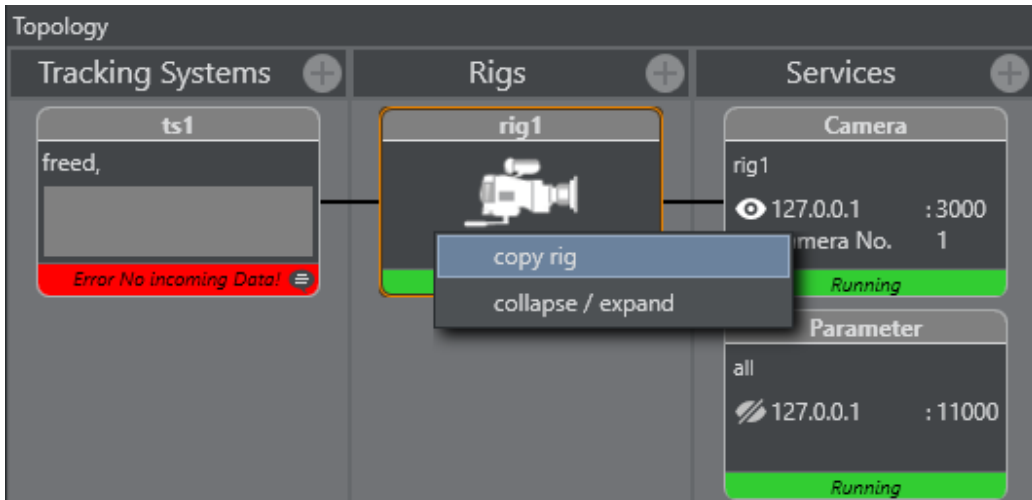 Topology
Tracking Systems
Rigs
Services
ts1
freed,
Error No incoming Data!
rig1
copy rig
collapse / expand
Camera
rig1
127.0.0.1 : 3000
mera No. 1
Running
Parameter
all
127.0.0.1 : 11000
Running